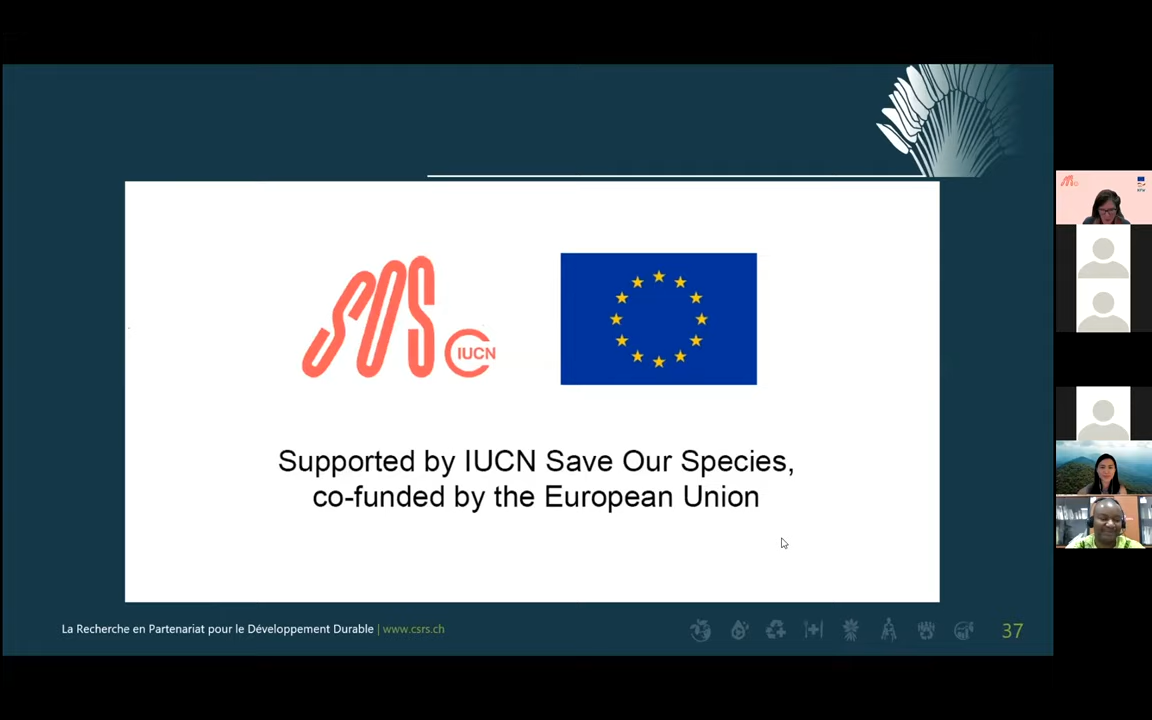 SOS
IUCN
Supported by IUCN Save Our Species,
co-funded by the European Union
La Recherche en Partenariat pour le Développement Durable | www.csrs.ch
37